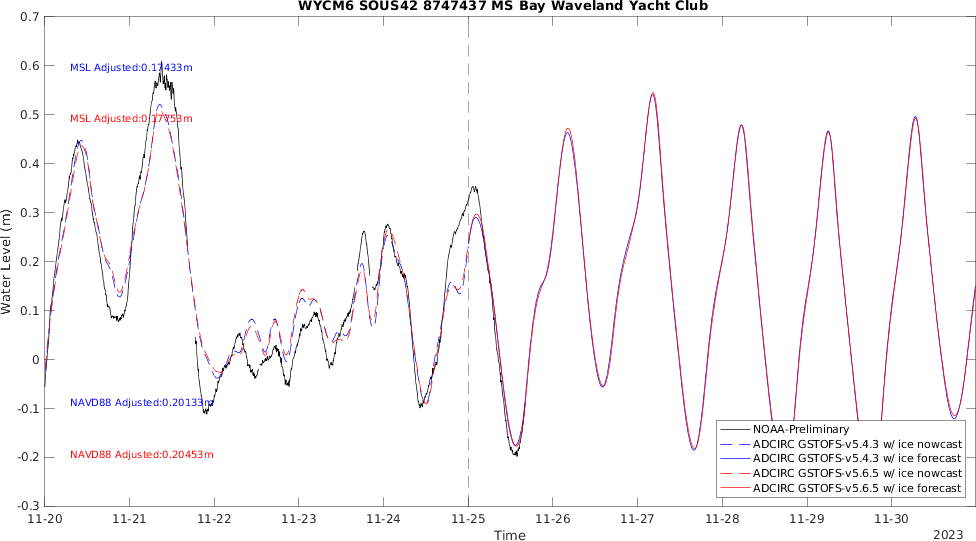 WYCM6 SOUS42 8747437 MS Bay Waveland Yacht Club
0.7
0.6
0.5
0.4
0.3
0.2
0.1
0
-0.1
-0.2
-0.3
Water Level (m)
MSL Adjusted:0.17433m
MSL Adjusted:0.17753m
NAVD88 Adjusted:0.20133m
NAVD88 Adjusted:0.20453m
NOAA-Preliminary
ADCIRC GSTOFS-v5.4.3 w/ ice nowcast
ADCIRC GSTOFS-v5.4.3 w/ ice forecast
ADCIRC GSTOFS-v5.6.5 w/ ice nowcast
ADCIRC GSTOFS-v5.6.5 w/ ice forecast
11-20 11-21 11-22 11-23 11-24 11-25 11-26 11-27 11-28 11-29 11-30
Time
2023